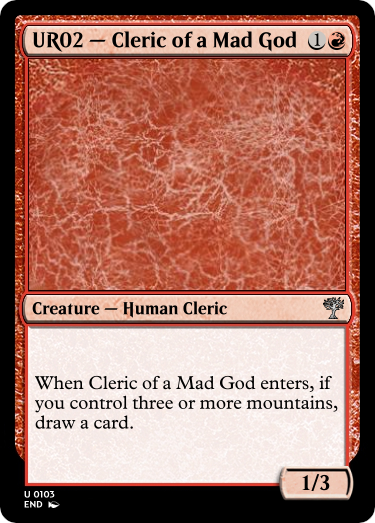 UR02 — Cleric of a Mad God 1
Creature — Human Cleric
When Cleric of a Mad God enters, if
you control three or more mountains,
draw a card.
1/3
U 0103
END